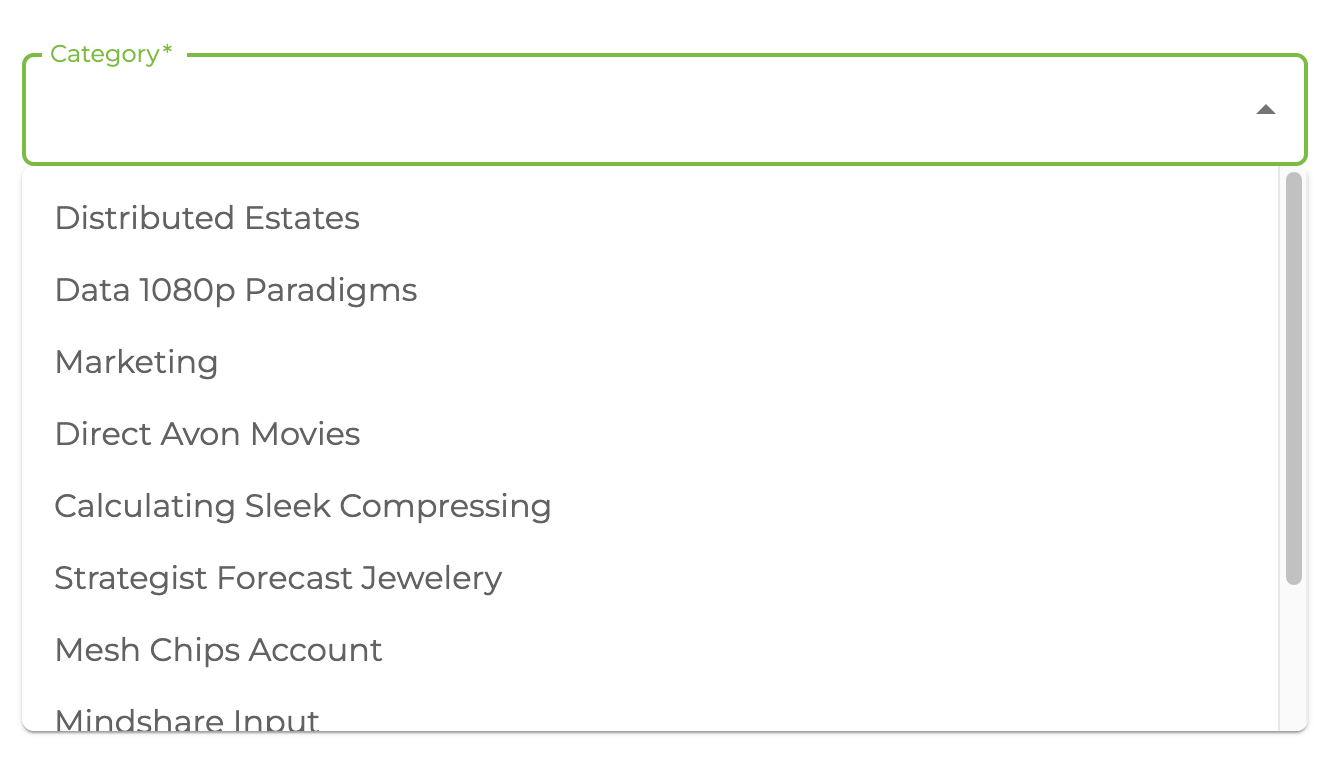 Category*
Distributed Estates
Data 1080p Paradigms
Marketing
Direct Avon Movies
Calculating Sleek Compressing
Strategist Forecast Jewelery
Mesh Chips Account
Mindshare Input